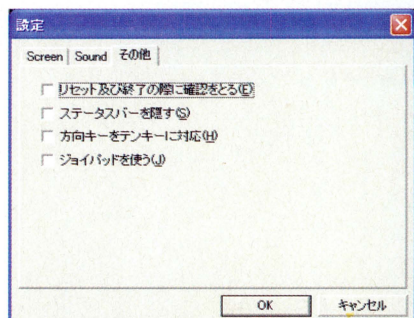 設定
Screen Sound その他
リセット及び終了の際に確認をとる(E)
ステータスバーを隠す(S)
方向キーをテンキーに対応(H)
ジョイパッドを使う(J)
OK キャンセル